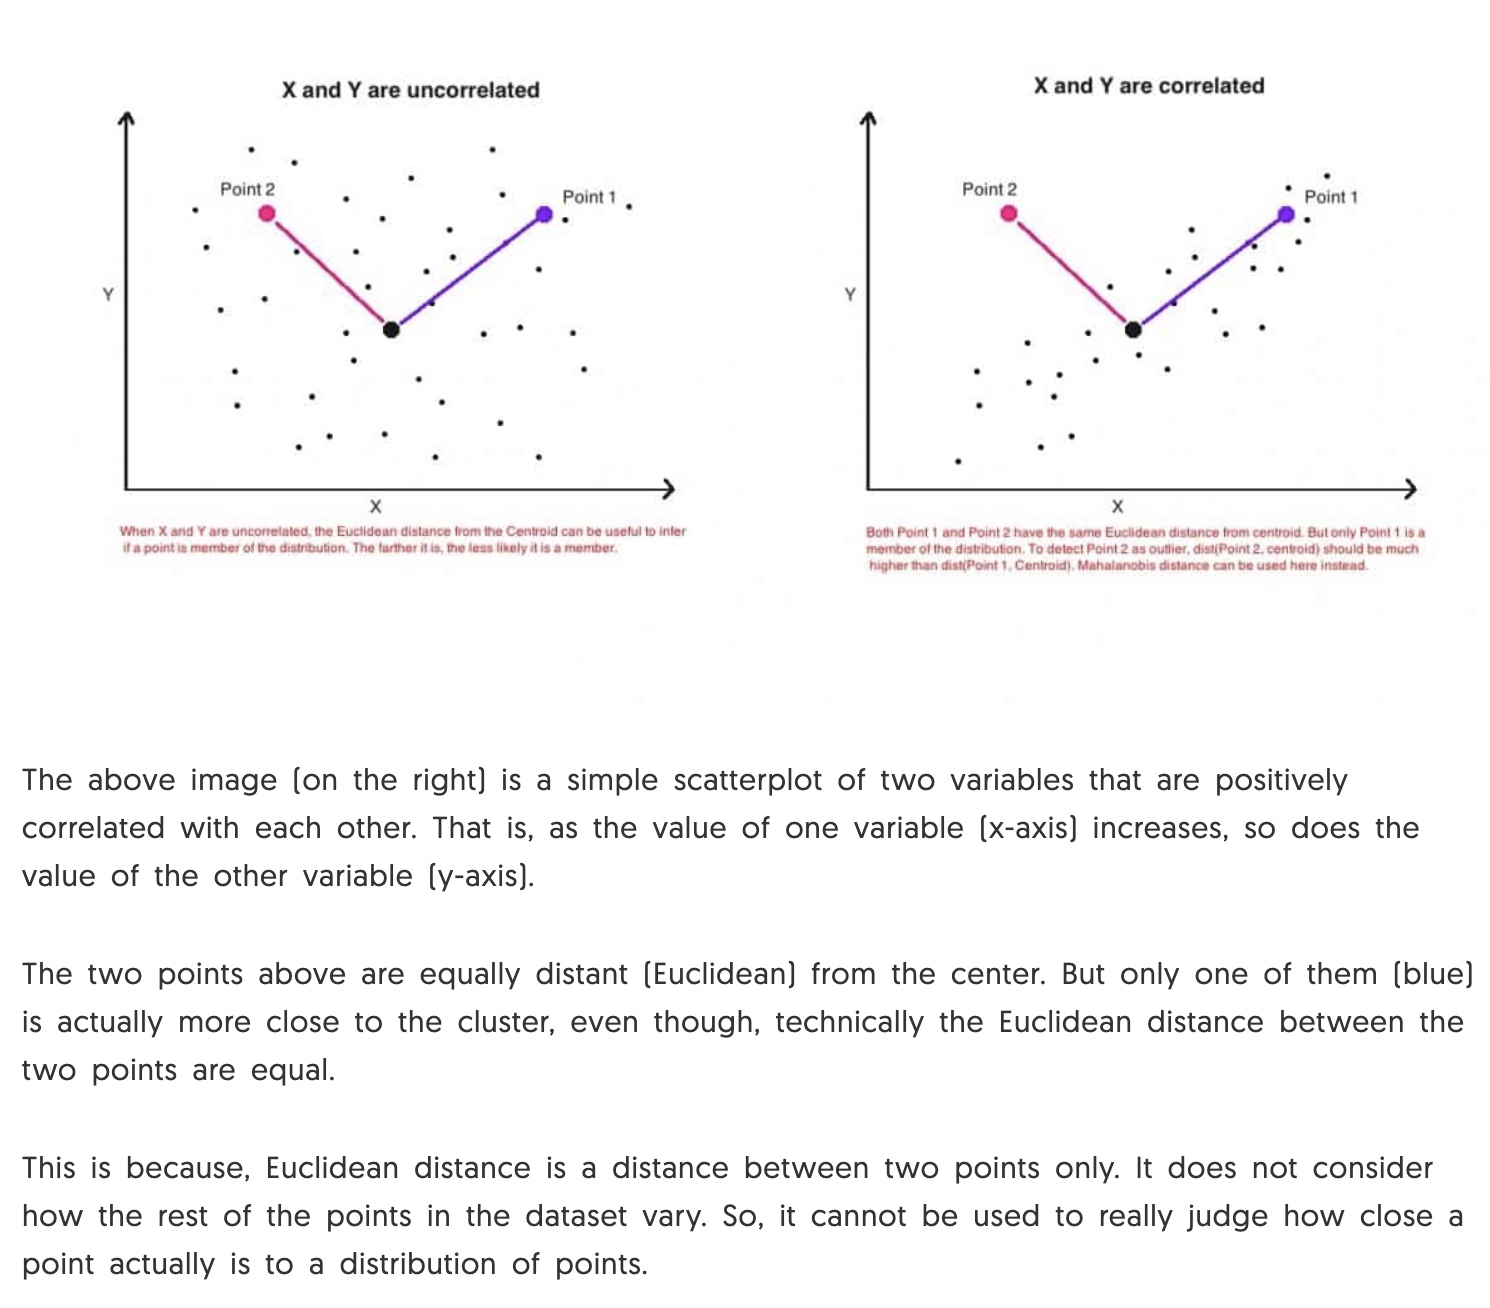 X and Y are uncorrelated
Point 2
Point 1
Y
X
When X and Y are uncorrelated, the Euclidean distance from the Centroid can be useful to infer
if a point is member of the distribution. The farther it is, the less likely it is a member.
X and Y are correlated
Point 2
Point 1
Y
X
Both Point 1 and Point 2 have the same Euclidean distance from centroid. But only Point 1 is a
member of the distribution. To detect Point 2 as outlier, dist(Point 2, centroid) should be much
higher than dist(Point 1, Centroid). Mahalanobis distance can be used here instead.
The above image (on the right) is a simple scatterplot of two variables that are positively
correlated with each other. That is, as the value of one variable (x-axis) increases, so does the
value of the other variable (y-axis).
The two points above are equally distant (Euclidean) from the center. But only one of them (blue)
is actually more close to the cluster, even though, technically the Euclidean distance between the
two points are equal.
This is because, Euclidean distance is a distance between two points only. It does not consider
how the rest of the points in the dataset vary. So, it cannot be used to really judge how close a
point actually is to a distribution of points.